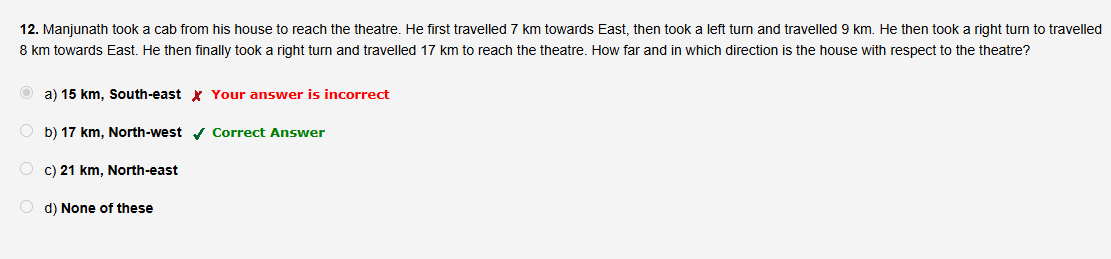 12. Manjunath took a cab from his house to reach the theatre. He first travelled 7 km towards East, then took a left turn and travelled 9 km. He then took a right turn to travelled
8 km towards East. He then finally took a right turn and travelled 17 km to reach the theatre. How far and in which direction is the house with respect to the theatre?
a) 15 km, South-east ✗ Your answer is incorrect
b) 17 km, North-west ✓ Correct Answer
c) 21 km, North-east
d) None of these